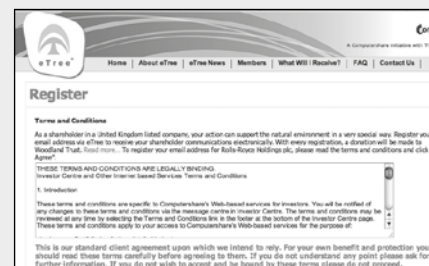 Co
A Computershare initiative with T
eTree
Home | About eTree | eTree News | Members | What Will I Receive? | FAQ | Contact Us |
Register
Terms and Conditions
As a shareholder in a United Kingdom listed company, your action can support the natural environment in a very special way. Register you
email address via eTree to receive your shareholder communications electronically. With every registration, a donation will be made to
Woodland Trust. Read more... To register your email address for Rolls-Royce Holdings plc, please read the terms and conditions and click
Agree".
THESE TERMS AND CONDITIONS ARE LEGALLY BINDING.
Investor Centre and Other Internet based Services Terms and Conditions
1. Introduction
These terms and conditions are specific to Computershare's Web-based services for investors. You will be notified of
any changes to these terms and conditions via the message centre in Investor Centre. The terms and conditions may be
reviewed at any time by selecting the Terms and Conditions link in the footer at the bottom of the Investor Centre page.
These terms and conditions apply to your access to Computershare's Web-based services for the purpose of:
This is our standard client agreement upon which we intend to rely. For your own benefit and protection you
should read these terms carefully before agreeing to them. If you do not understand any point please ask for
further information. If you do not wish to accept and be bound by these terms please do not proceed.